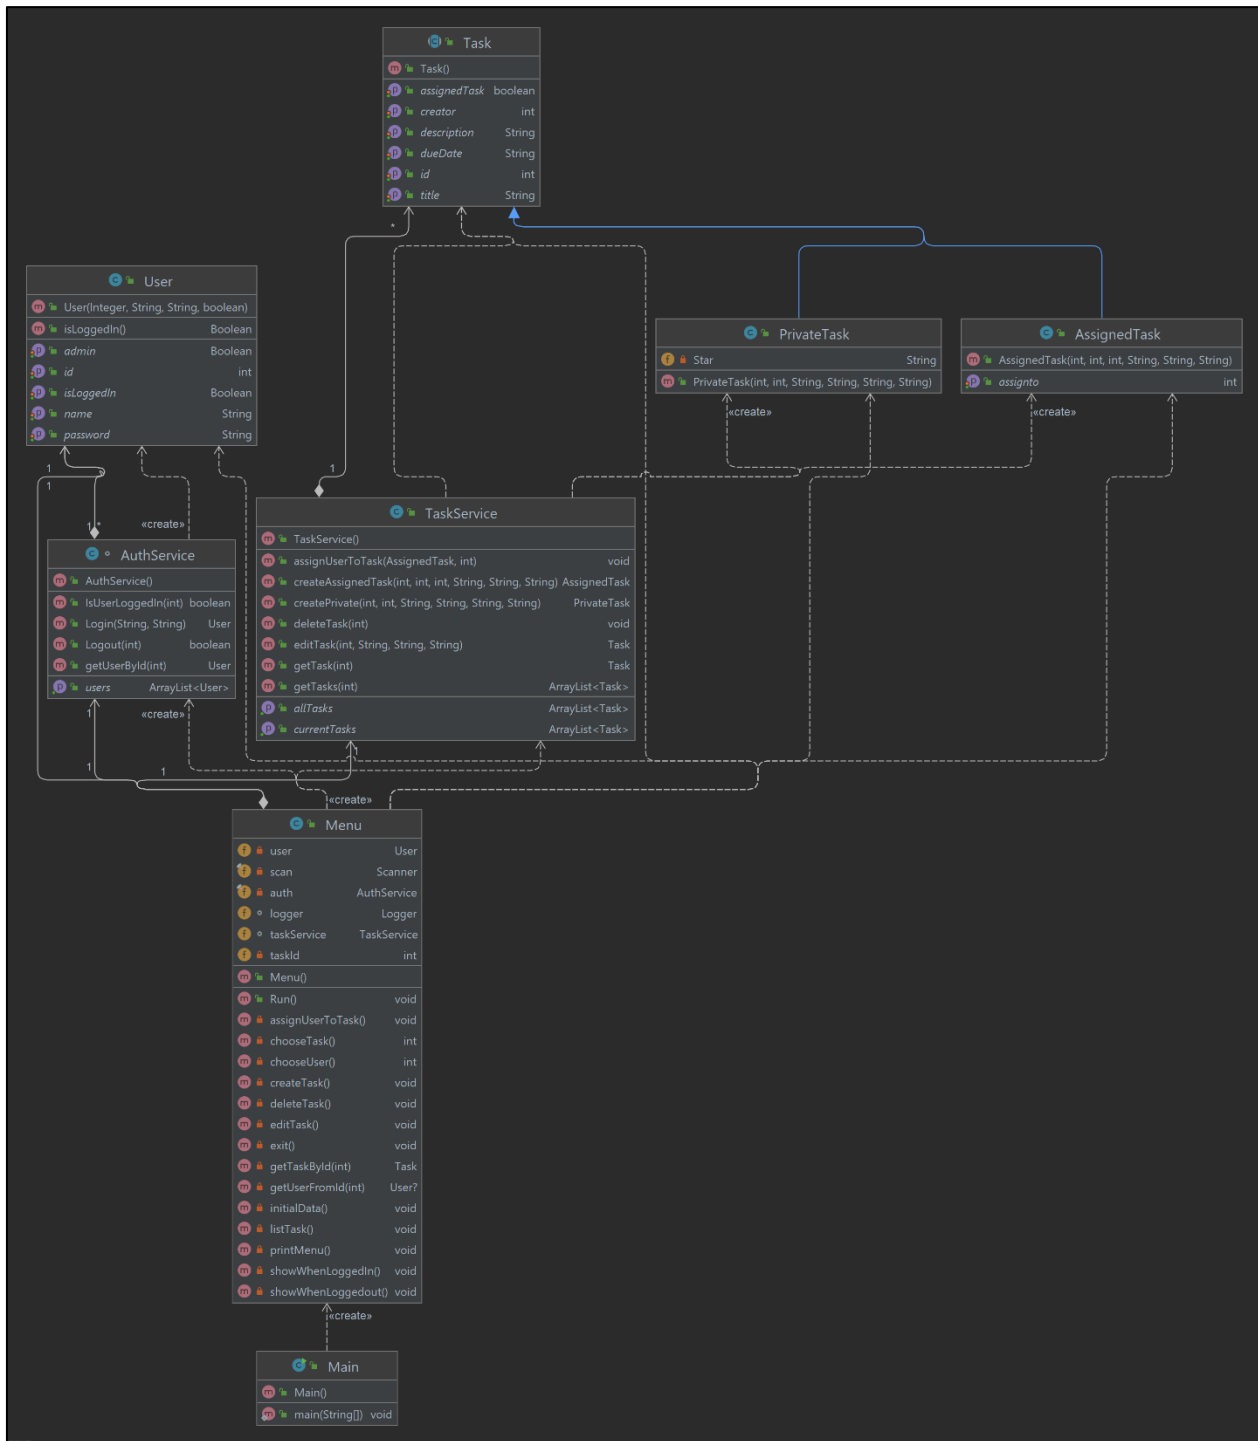 Task
Task()
assignedTask boolean
creator int
description String
dueDate String
id int
title String
*
User
User(Integer, String, String, boolean)
isLoggedIn() Boolean
admin Boolean
id int
isLoggedIn Boolean
name String
password String
PrivateTask
Star String
PrivateTask(int, int, String, String, String, String)
AssignedTask
AssignedTask(int, int, int, String, String, String)
assignto int
«create»
«create»
1
1
1
1 *
«create»
TaskService
TaskService()
assignUserToTask(AssignedTask, int) void
createAssignedTask(int, int, int, String, String, String) AssignedTask
createPrivate(int, int, String, String, String, String) PrivateTask
deleteTask(int) void
editTask(int, String, String, String) Task
getTask(int) Task
getTasks(int) ArrayList<Task>
allTasks ArrayList<Task>
currentTasks ArrayList<Task>
AuthService
AuthService()
IsUserLoggedIn(int) boolean
Login(String, String) User
Logout(int) boolean
getUserById(int) User
users ArrayList<User>
1
«create»
1
1
1
«create»
Menu
user User
scan Scanner
auth AuthService
logger Logger
taskService TaskService
taskId int
Menu()
Run() void
assignUserToTask() void
chooseTask() int
chooseUser() int
createTask() void
deleteTask() void
editTask() void
exit() void
getTaskById(int) Task
getUserFromId(int) User?
initialData() void
listTask() void
printMenu() void
showWhenLoggedIn() void
showWhenLoggedout() void
«create»
Main
Main()
main(String[]) void